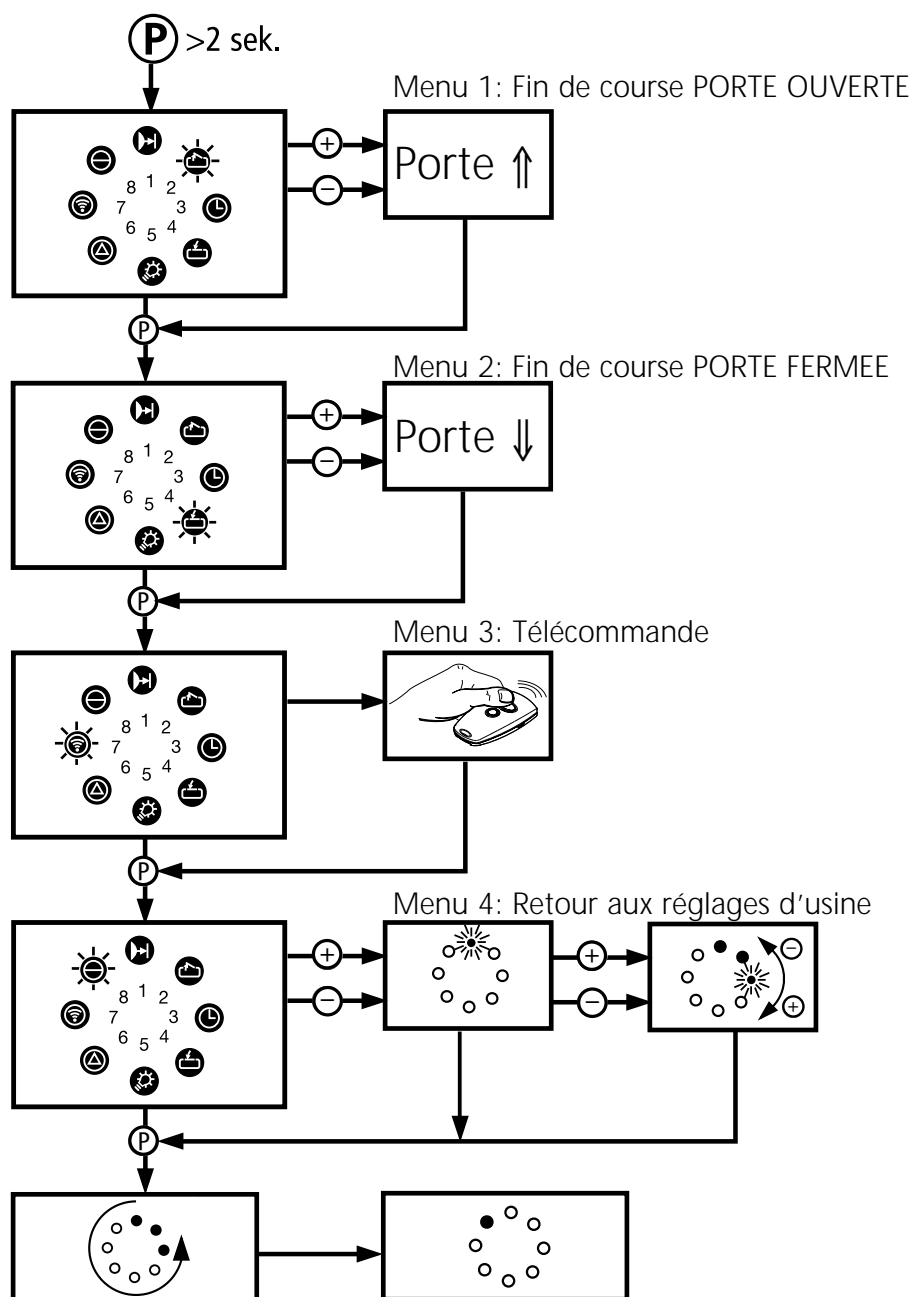 P >2 sek.
Menu 1: Fin de course PORTE OUVERTE
+
Porte ⇑
−
8 1 2
7 3
6 5 4
P
Menu 2: Fin de course PORTE FERMEE
+
Porte ⇓
−
8 1 2
7 3
6 5 4
P
Menu 3: Télécommande
8 1 2
7 3
6 5 4
P
Menu 4: Retour aux réglages d'usine
+ + −
− − +
8 1 2
7 3
6 5 4
P